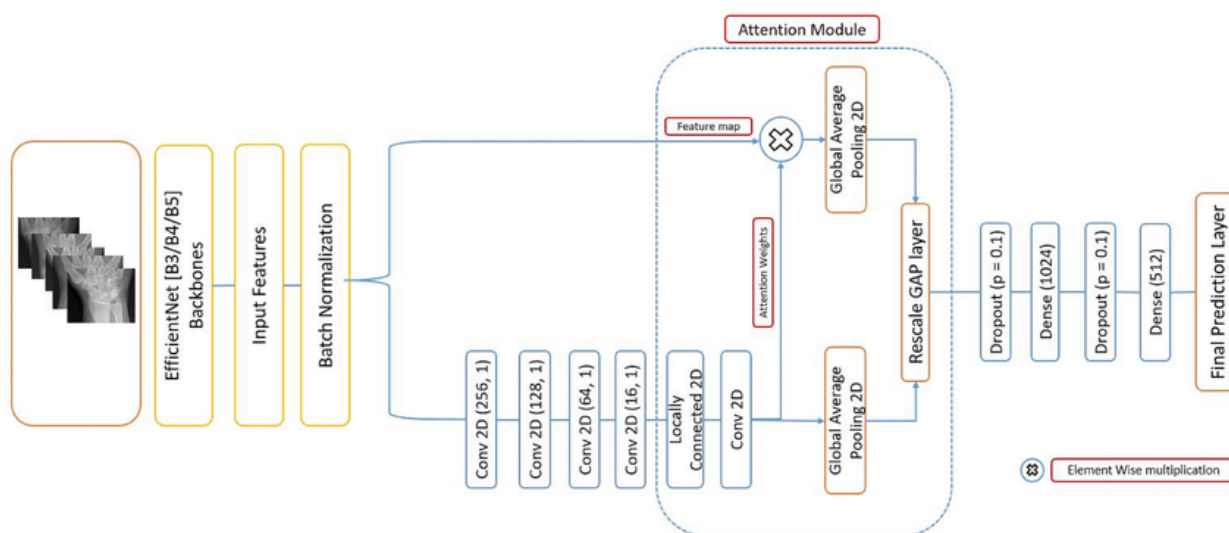 Attention Module
EfficientNet [B3/B4/B5]
Backbones
Input Features
Batch Normalization
Feature map
Global Average
Pooling 2D
Attention Weights
Conv 2D (256, 1)
Conv 2D (128, 1)
Conv 2D (64, 1)
Conv 2D (16, 1)
Locally
Connected 2D
Conv 2D
Global Average
Pooling 2D
Rescale GAP layer
Dropout (p = 0.1)
Dense (1024)
Dropout (p = 0.1)
Dense (512)
Final Prediction Layer
Element Wise multiplication